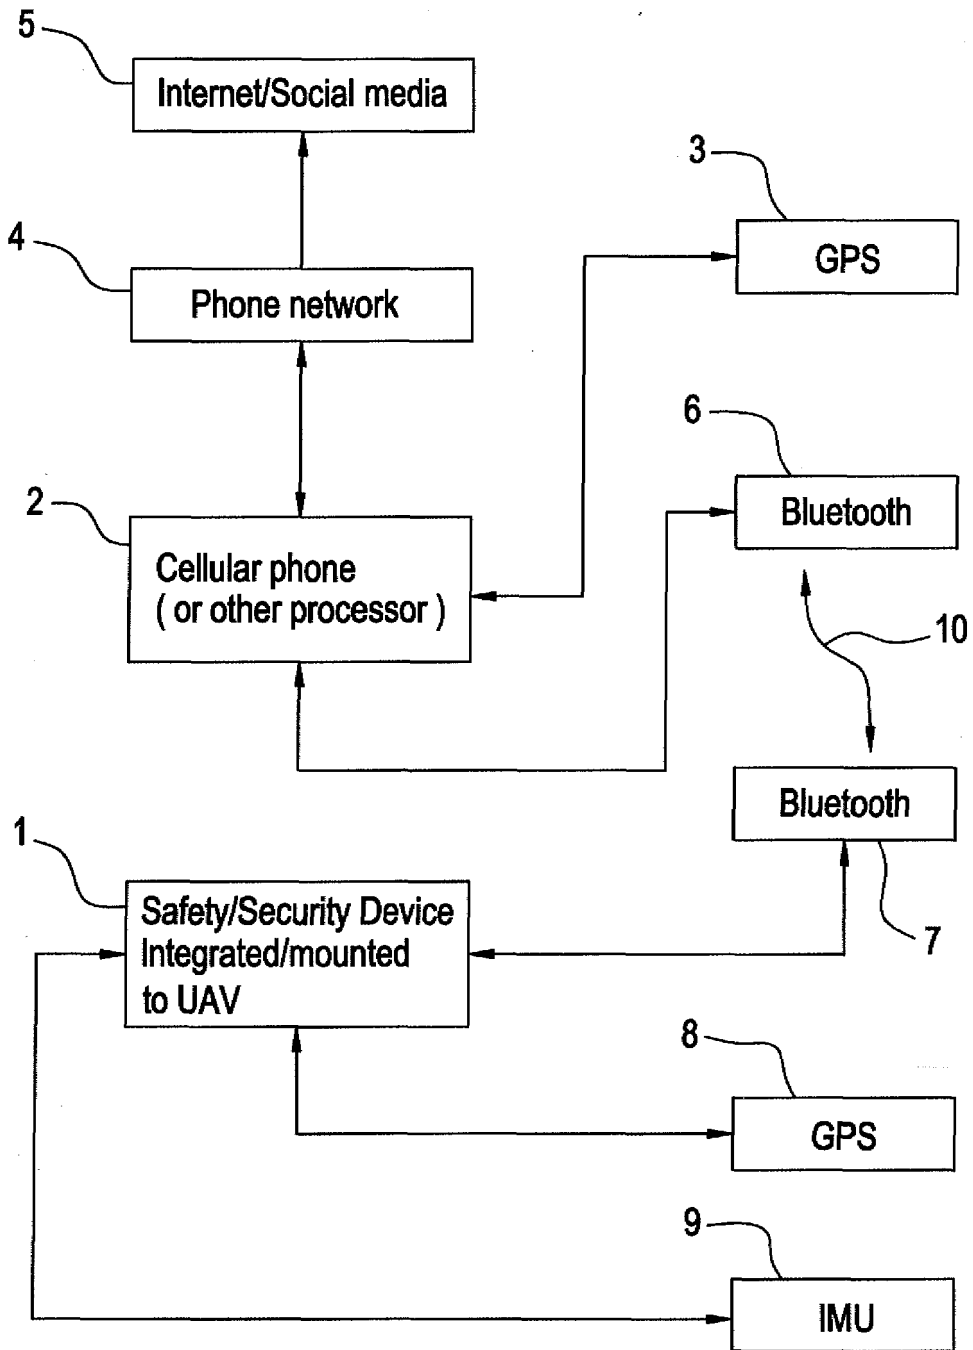 5
Internet/Social media
3
GPS
4
Phone network
6
Bluetooth
2
Cellular phone
( or other processor )
10
Bluetooth
7
1
Safety/Security Device
Integrated/mounted
to UAV
8
GPS
9
IMU